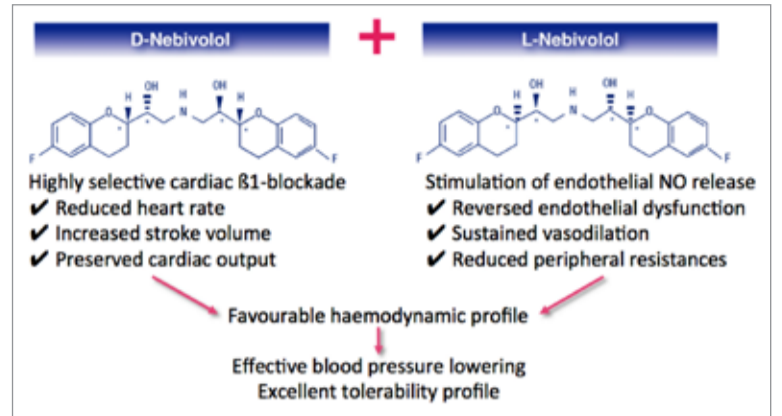 D-Nebivolol
+
L-Nebivolol
H OH H OH H
O N O
* * * *
F F
H OH H OH H
O N O
* * * *
F F
Highly selective cardiac ß1-blockade
✔ Reduced heart rate
✔ Increased stroke volume
✔ Preserved cardiac output
Stimulation of endothelial NO release
✔ Reversed endothelial dysfunction
✔ Sustained vasodilation
✔ Reduced peripheral resistances
Favourable haemodynamic profile
Effective blood pressure lowering
Excellent tolerability profile